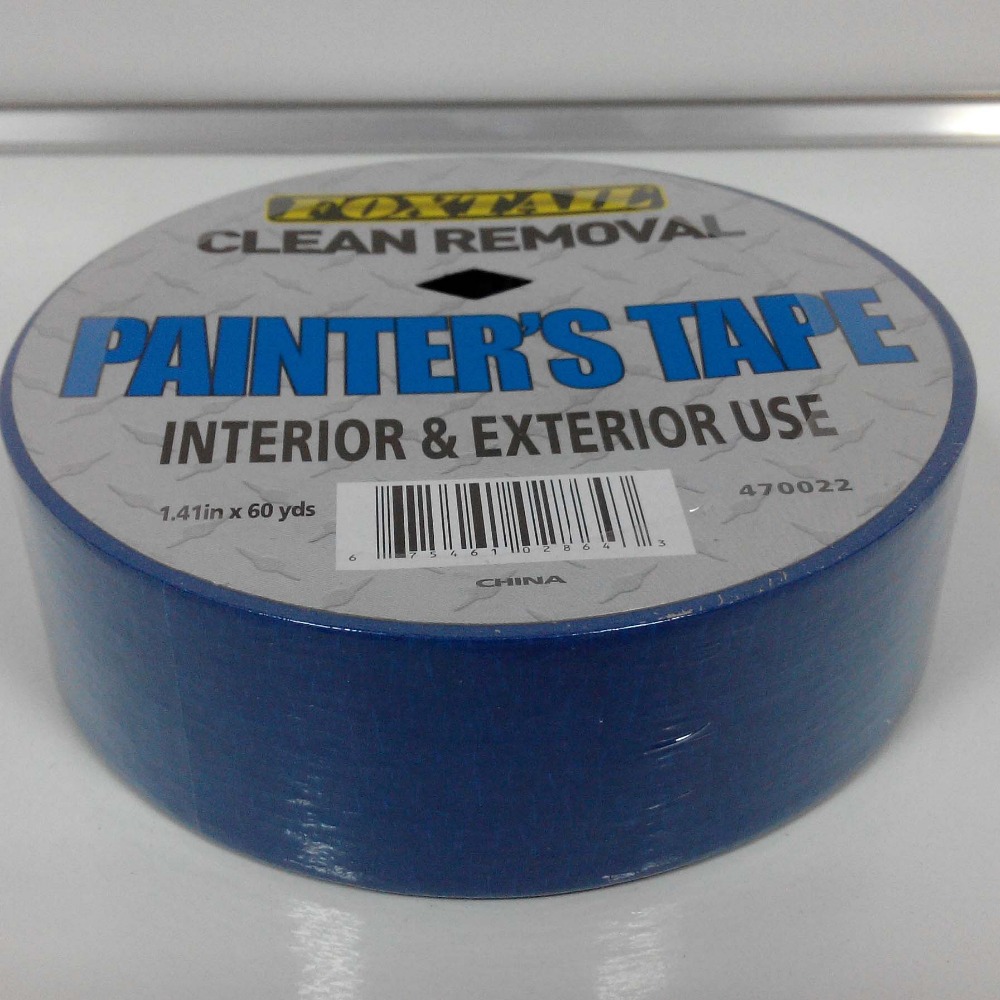 FOXTAIL
CLEAN REMOVAL
PAINTER'S TAPE
INTERIOR & EXTERIOR USE
1.41in x 60 yds
470022
6 75461 02864 3
CHINA